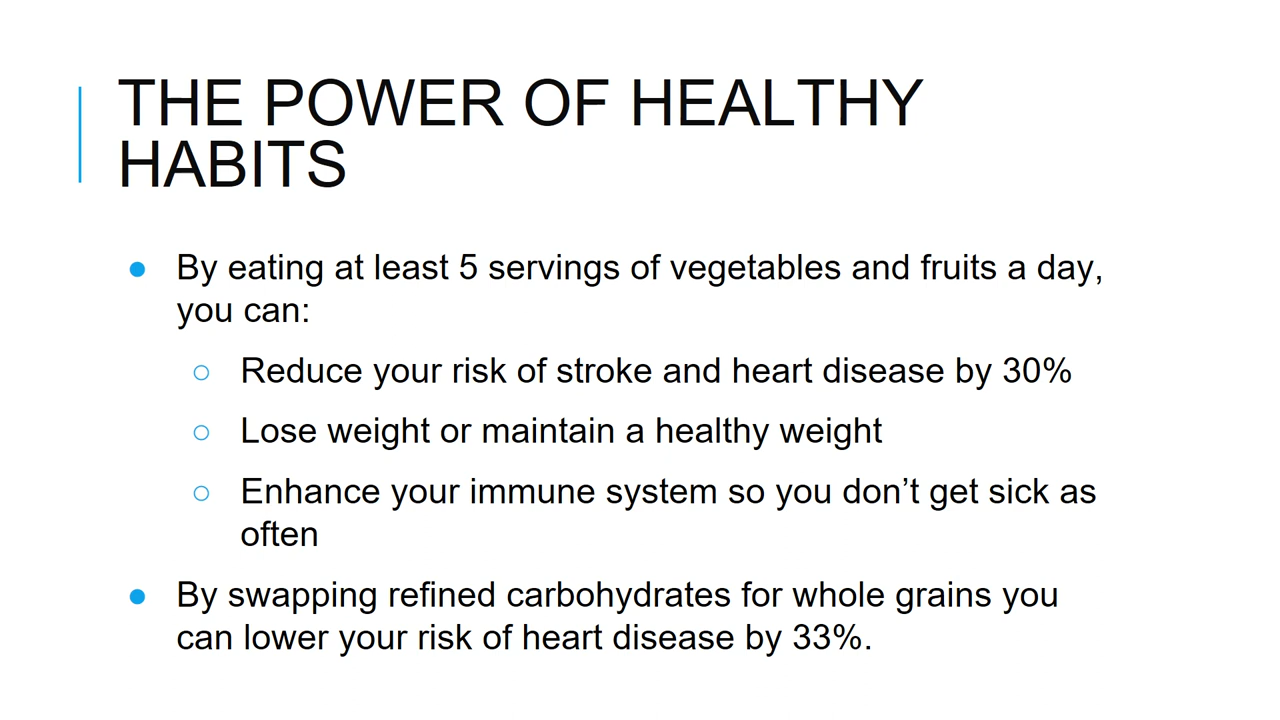 THE POWER OF HEALTHY
HABITS
● By eating at least 5 servings of vegetables and fruits a day,
you can:
○ Reduce your risk of stroke and heart disease by 30%
○ Lose weight or maintain a healthy weight
○ Enhance your immune system so you don’t get sick as
often
● By swapping refined carbohydrates for whole grains you
can lower your risk of heart disease by 33%.